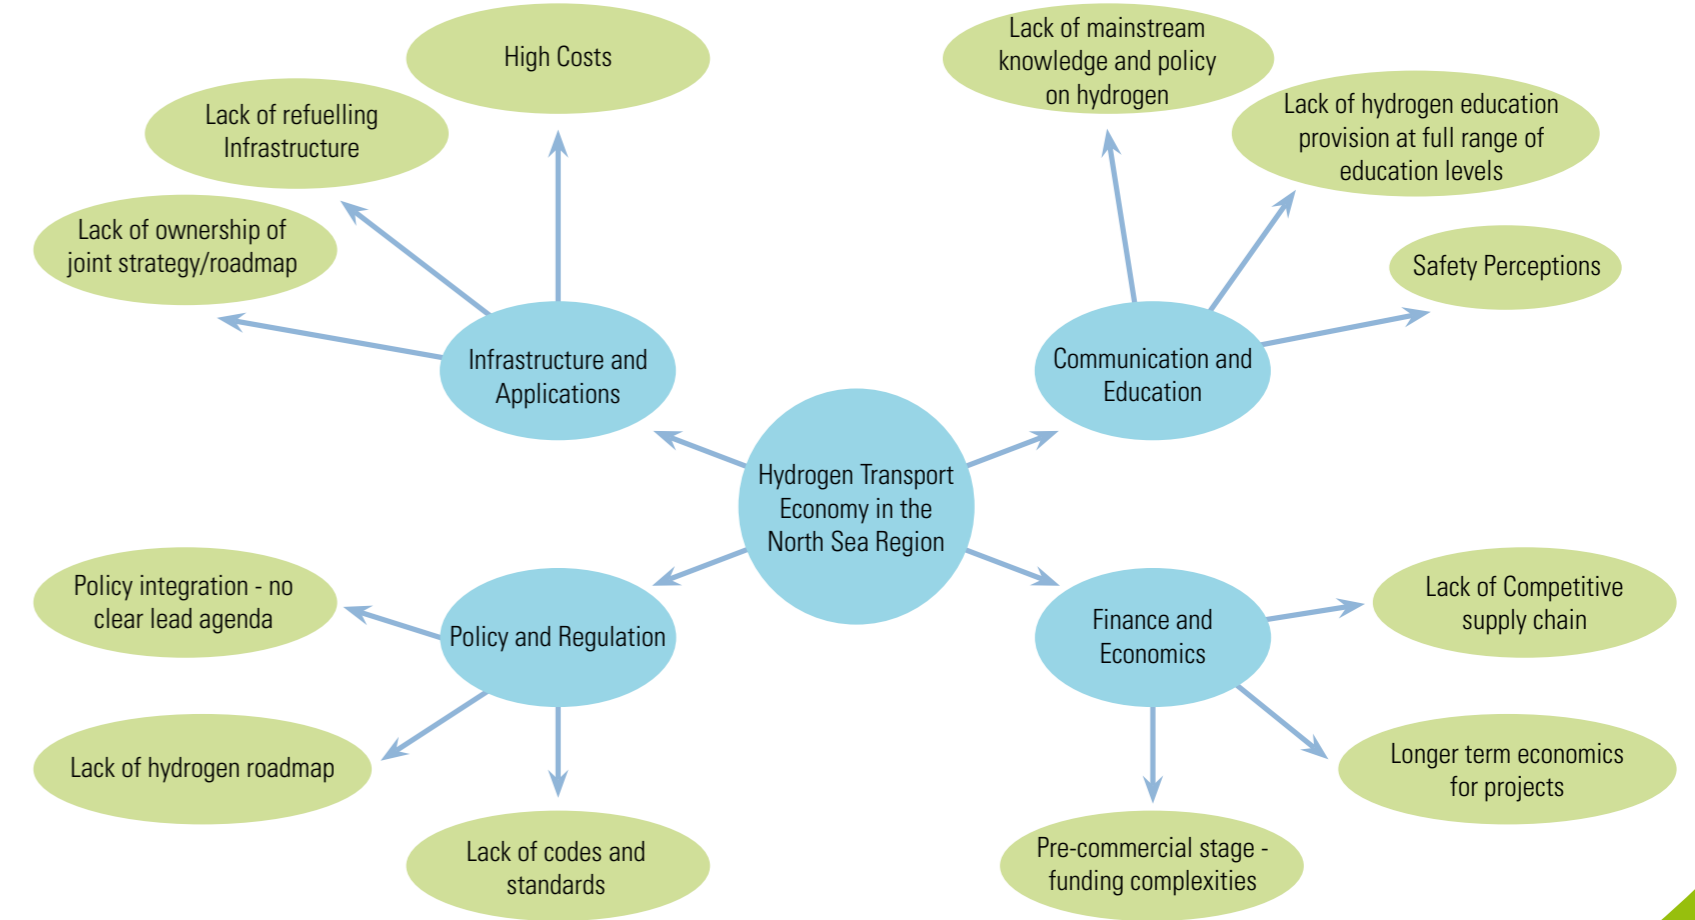 High Costs
Lack of refuelling
Infrastructure
Lack of ownership of
joint strategy/roadmap
Infrastructure and
Applications
Lack of mainstream
knowledge and policy
on hydrogen
Lack of hydrogen education
provision at full range of
education levels
Safety Perceptions
Communication and
Education
Hydrogen Transport
Economy in the
North Sea Region
Policy integration - no
clear lead agenda
Policy and Regulation
Lack of hydrogen roadmap
Lack of codes and
standards
Finance and
Economics
Lack of Competitive
supply chain
Longer term economics
for projects
Pre-commercial stage -
funding complexities